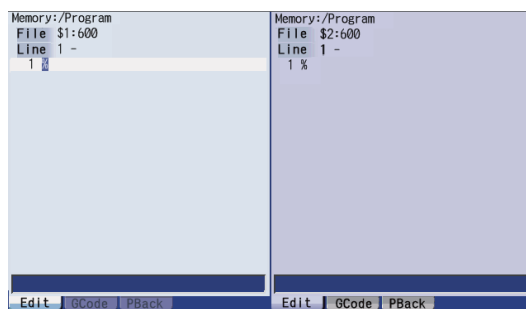 Memory:/Program
File $1:600
Line 1 -
1 %
Edit GCode PBack
Memory:/Program
File $2:600
Line 1 -
1 %
Edit GCode PBack